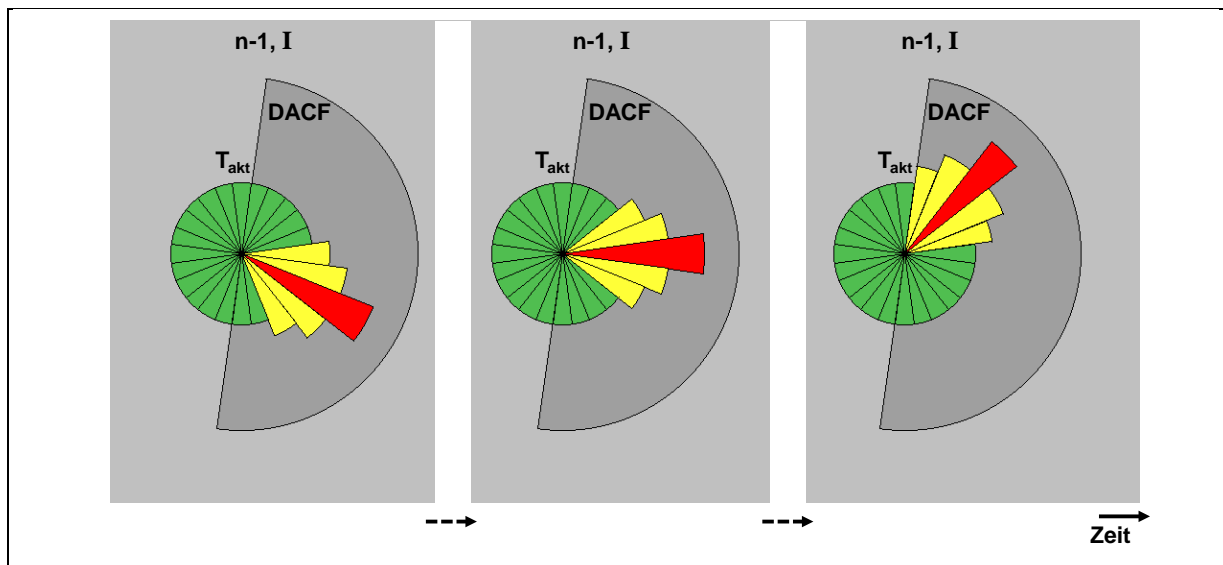 n-1, I
DACF
T_akt
n-1, I
DACF
T_akt
n-1, I
DACF
T_akt
Zeit